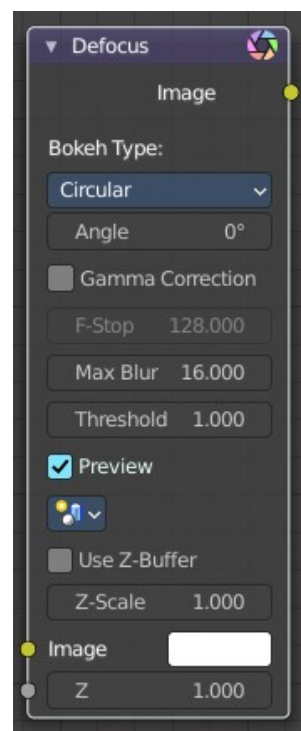 Defocus
Image
Bokeh Type:
Circular
Angle 0°
Gamma Correction
F-Stop 128.000
Max Blur 16.000
Threshold 1.000
Preview
Use Z-Buffer
Z-Scale 1.000
Image
Z 1.000